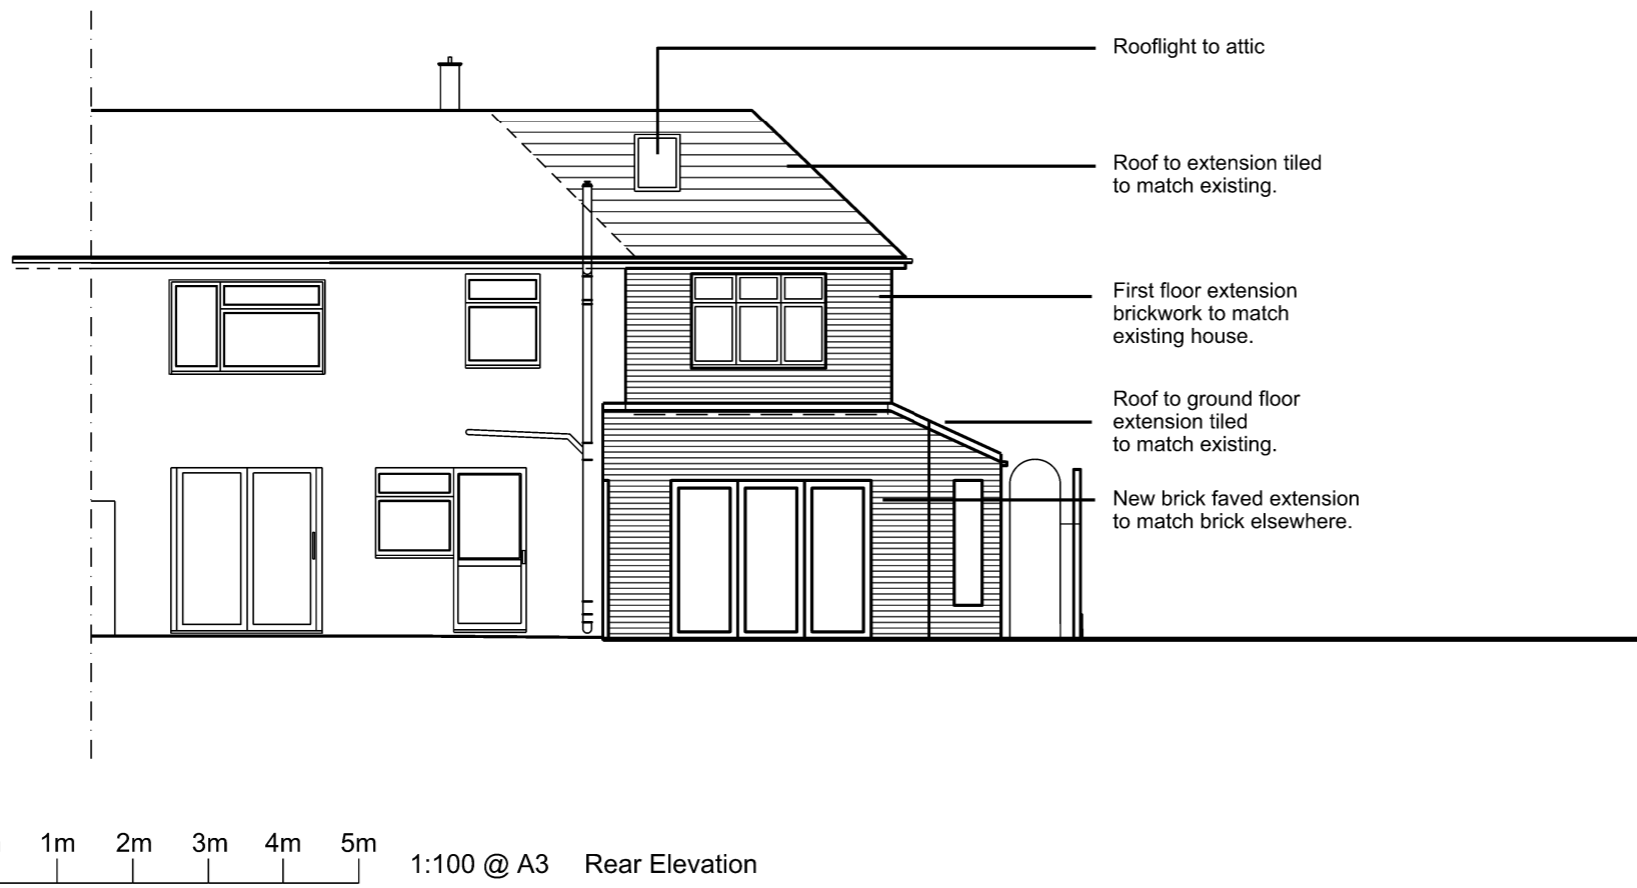 Rooflight to attic
Roof to extension tiled
to match existing.
First floor extension
brickwork to match
existing house.
Roof to ground floor
extension tiled
to match existing.
New brick faved extension
to match brick elsewhere.
1m 2m 3m 4m 5m
1:100 @ A3 Rear Elevation